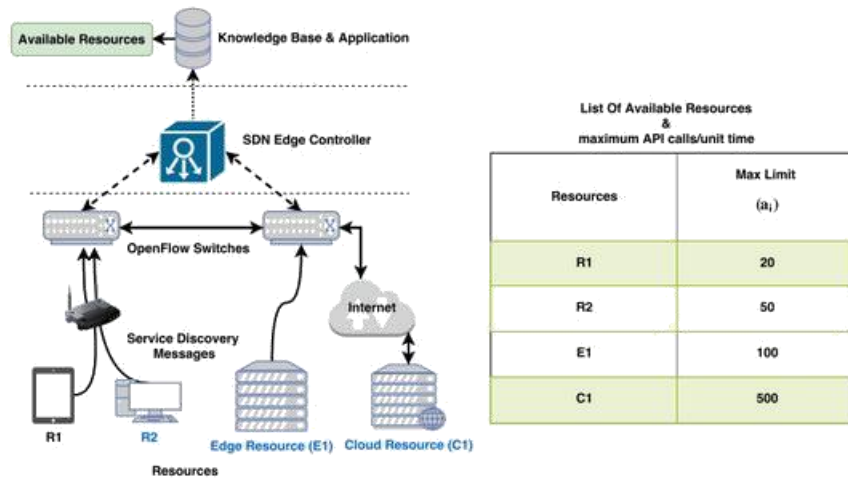 Available Resources
Knowledge Base & Application
SDN Edge Controller
OpenFlow Switches
Internet
Service Discovery
Messages
R1
R2
Edge Resource (E1)
Cloud Resource (C1)
Resources
List Of Available Resources
&
maximum API calls/unit time
Resources
Max Limit
(aᵢ)
R1
20
R2
50
E1
100
C1
500